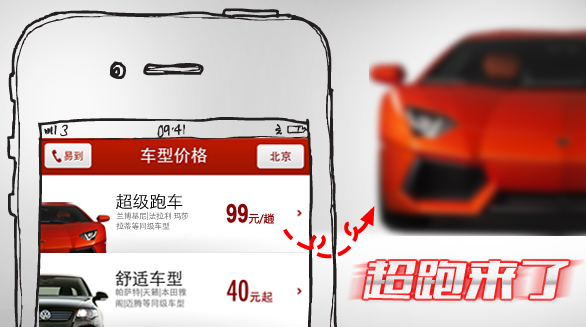 3 09:41
易到
车型价格
北京
超级跑车
兰博基尼|法拉利 玛莎
拉蒂等同级车型
99元/趟
舒适车型
帕萨特|天籁|本田雅
阁|迈腾等同级车型
40元起
超跑来了